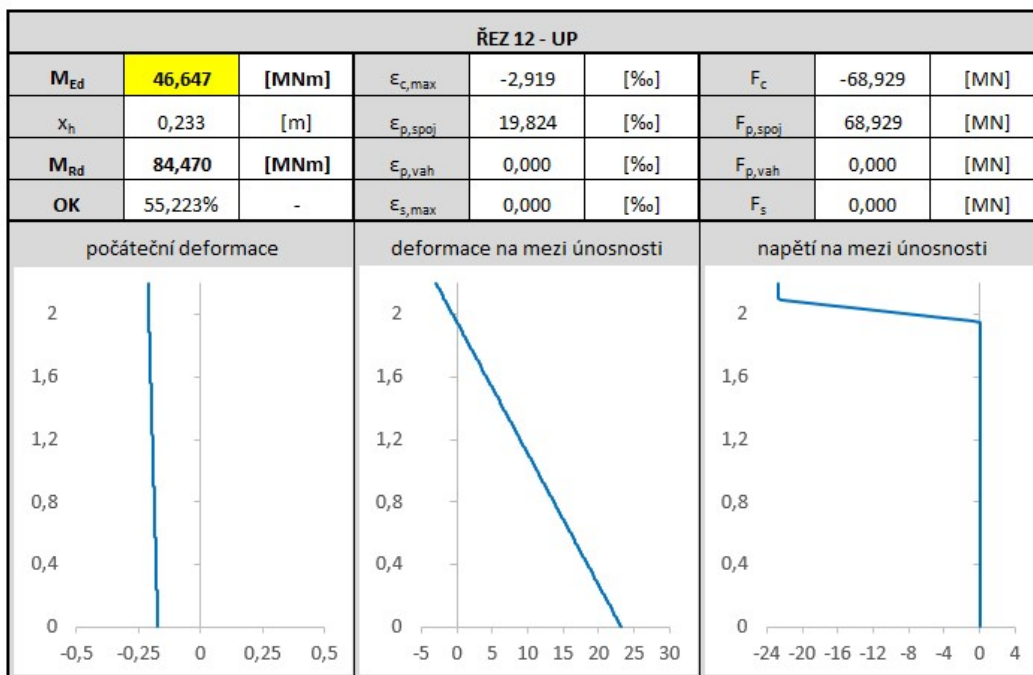 ŘEZ 12 - UP
M_Ed 46,647 [MNm] ε_c,max -2,919 [‰] F_c -68,929 [MN]
x_h 0,233 [m] ε_p,spoj 19,824 [‰] F_p,spoj 68,929 [MN]
M_Rd 84,470 [MNm] ε_p,vah 0,000 [‰] F_p,vah 0,000 [MN]
OK 55,223% - ε_s,max 0,000 [‰] F_s 0,000 [MN]
počáteční deformace
2
1,6
1,2
0,8
0,4
0
-0,5 -0,25 0 0,25 0,5
deformace na mezi únosnosti
2
1,6
1,2
0,8
0,4
0
-5 0 5 10 15 20 25 30
napětí na mezi únosnosti
2
1,6
1,2
0,8
0,4
0
-24 -20 -16 -12 -8 -4 0 4